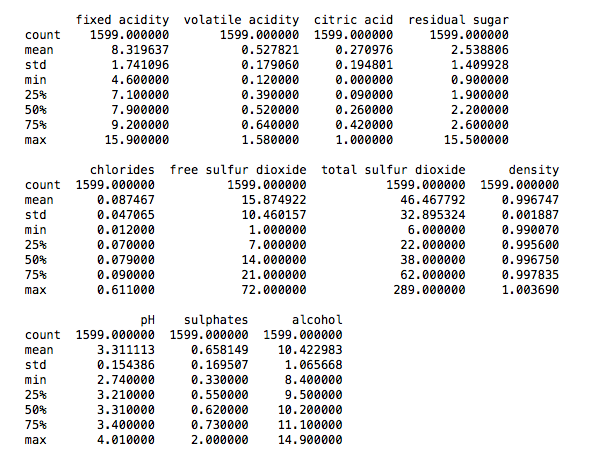 fixed acidity volatile acidity citric acid residual sugar
count 1599.000000 1599.000000 1599.000000 1599.000000
mean 8.319637 0.527821 0.270976 2.538806
std 1.741096 0.179060 0.194801 1.409928
min 4.600000 0.120000 0.000000 0.900000
25% 7.100000 0.390000 0.090000 1.900000
50% 7.900000 0.520000 0.260000 2.200000
75% 9.200000 0.640000 0.420000 2.600000
max 15.900000 1.580000 1.000000 15.500000
chlorides free sulfur dioxide total sulfur dioxide density
count 1599.000000 1599.000000 1599.000000 1599.000000
mean 0.087467 15.874922 46.467792 0.996747
std 0.047065 10.460157 32.895324 0.001887
min 0.012000 1.000000 6.000000 0.990070
25% 0.070000 7.000000 22.000000 0.995600
50% 0.079000 14.000000 38.000000 0.996750
75% 0.090000 21.000000 62.000000 0.997835
max 0.611000 72.000000 289.000000 1.003690
pH sulphates alcohol
count 1599.000000 1599.000000 1599.000000
mean 3.311113 0.658149 10.422983
std 0.154386 0.169507 1.065668
min 2.740000 0.330000 8.400000
25% 3.210000 0.550000 9.500000
50% 3.310000 0.620000 10.200000
75% 3.400000 0.730000 11.100000
max 4.010000 2.000000 14.900000